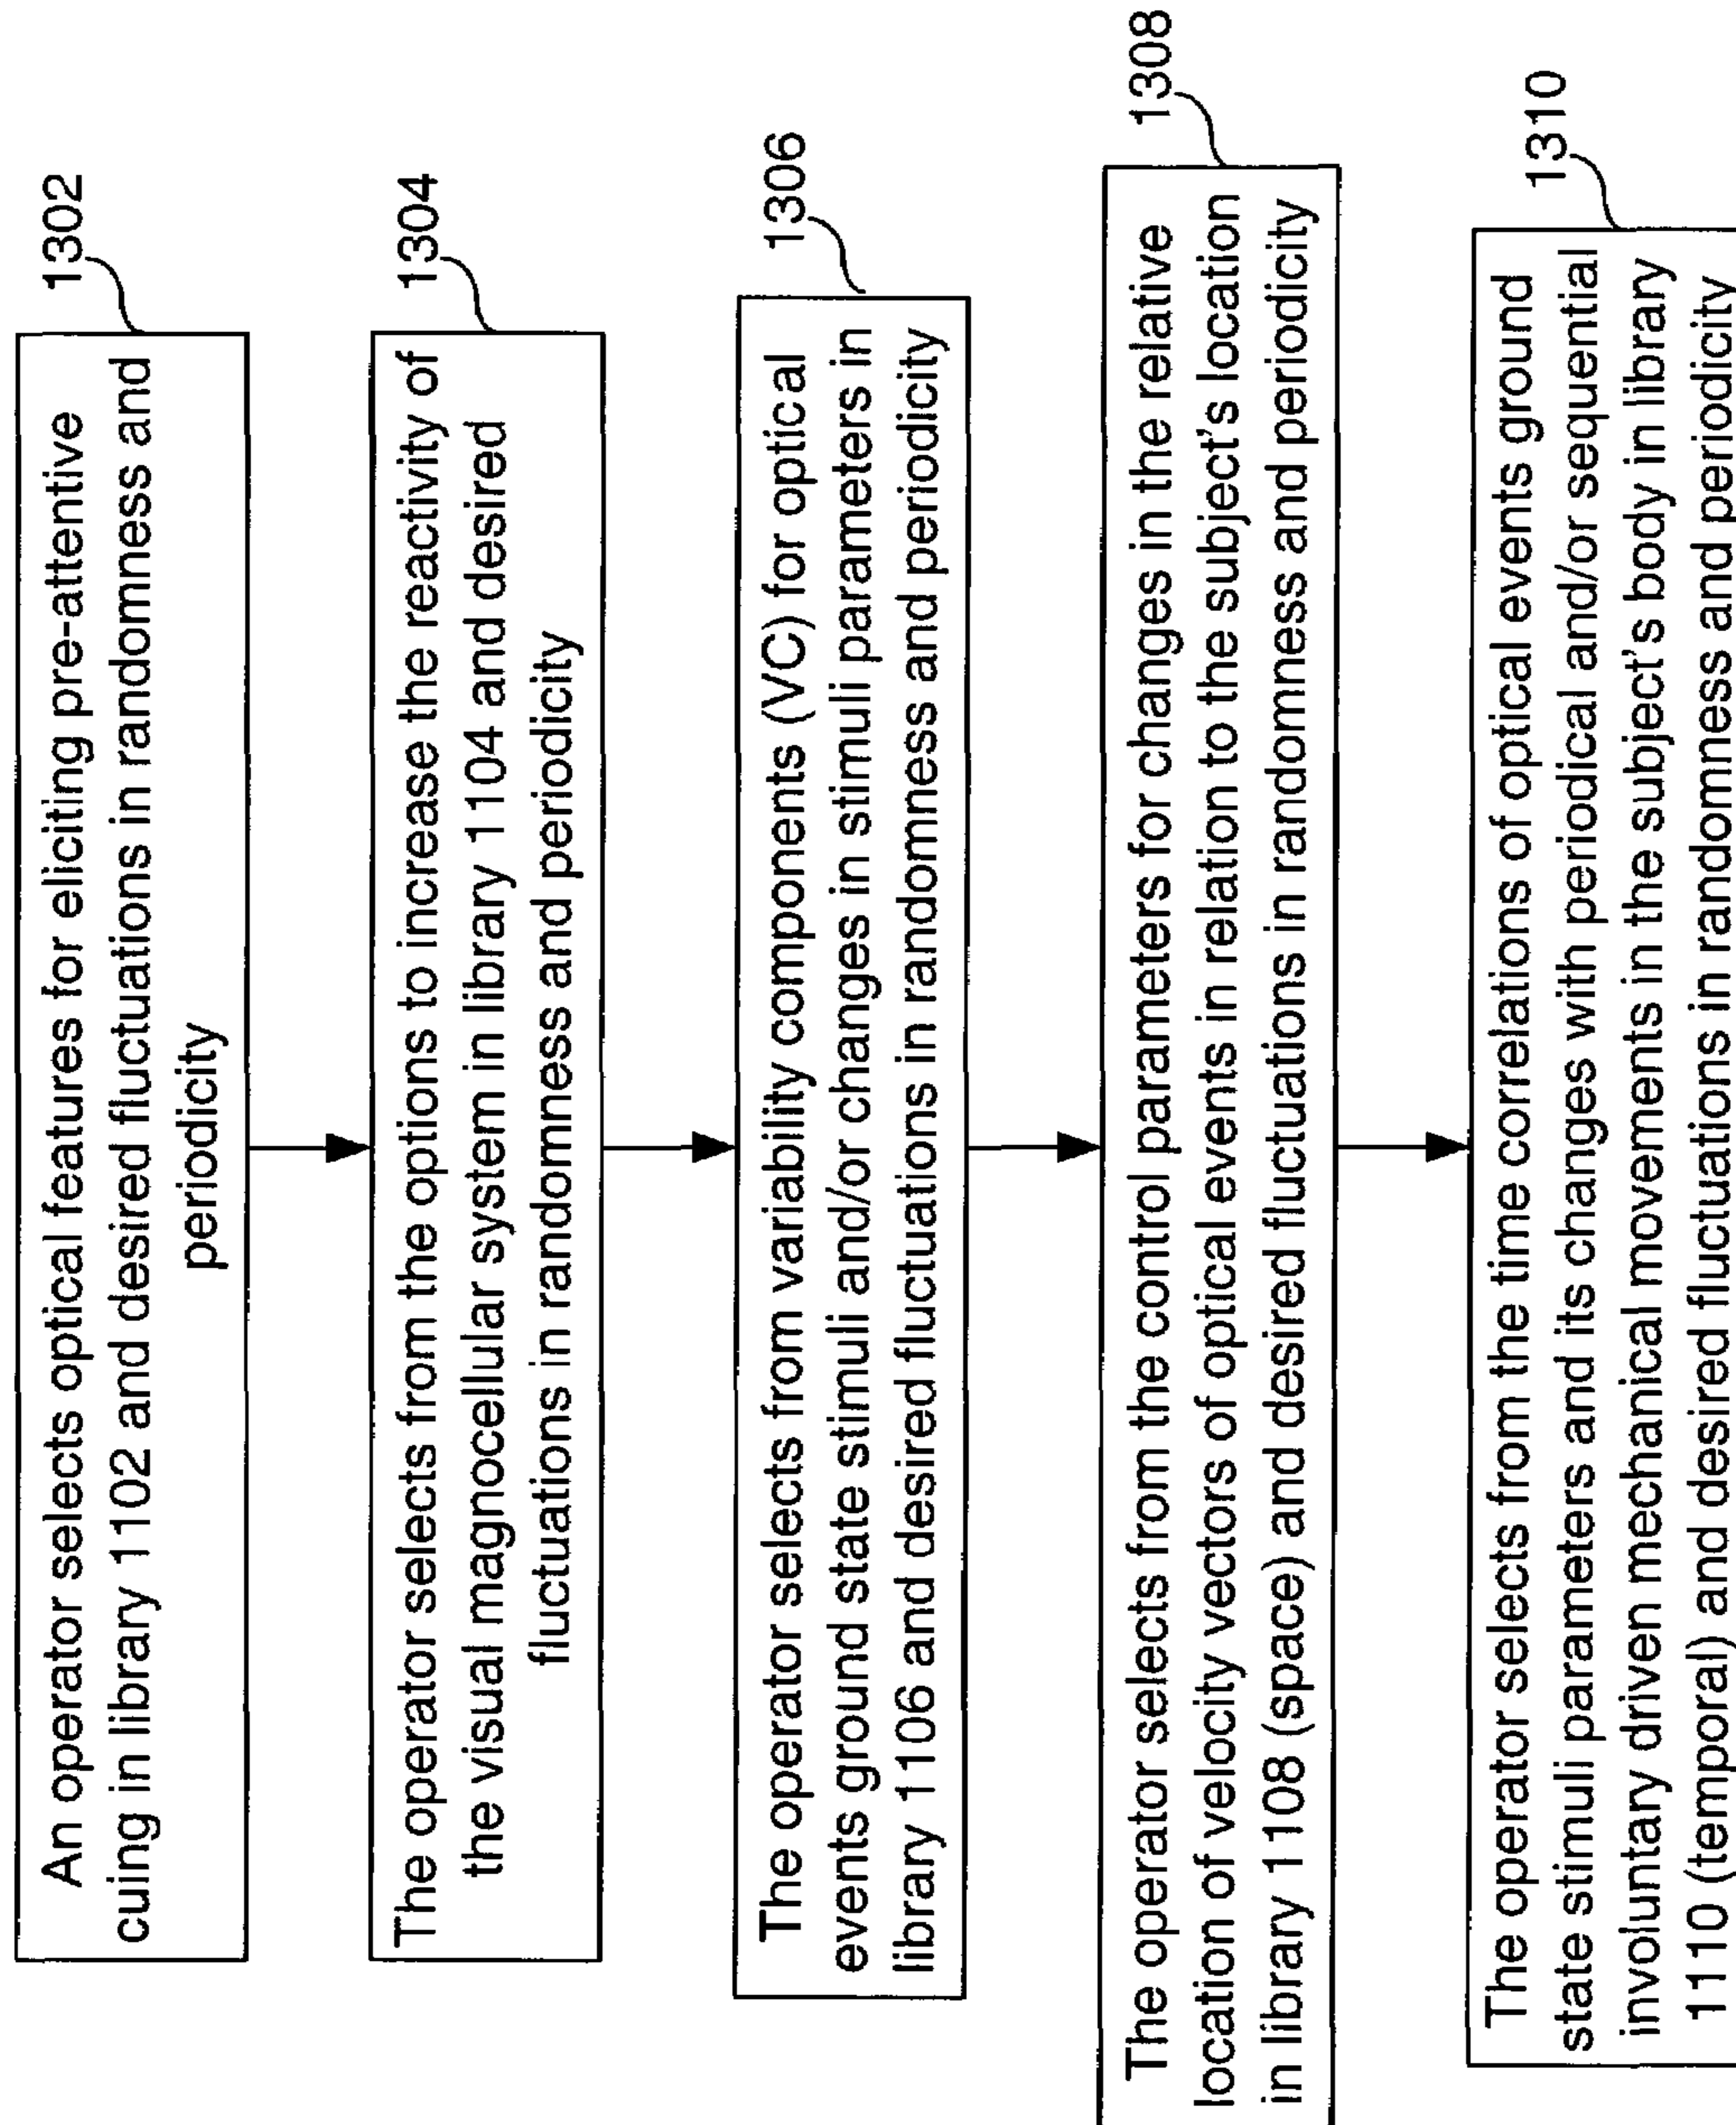 An operator selects optical features for eliciting pre-attentive
cuing in library 1102 and desired fluctuations in randomness and
periodicity
1302
The operator selects from the options to increase the reactivity of
the visual magnocellular system in library 1104 and desired
fluctuations in randomness and periodicity
1304
The operator selects from variability components (VC) for optical
events ground state stimuli and/or changes in stimuli parameters in
library 1106 and desired fluctuations in randomness and periodicity
1306
The operator selects from the control parameters for changes in the relative
location of velocity vectors of optical events in relation to the subject's location
in library 1108 (space) and desired fluctuations in randomness and periodicity
1308
The operator selects from the time correlations of optical events ground
state stimuli parameters and its changes with periodical and/or sequential
involuntary driven mechanical movements in the subject's body in library
1110 (temporal) and desired fluctuations in randomness and periodicity
1310